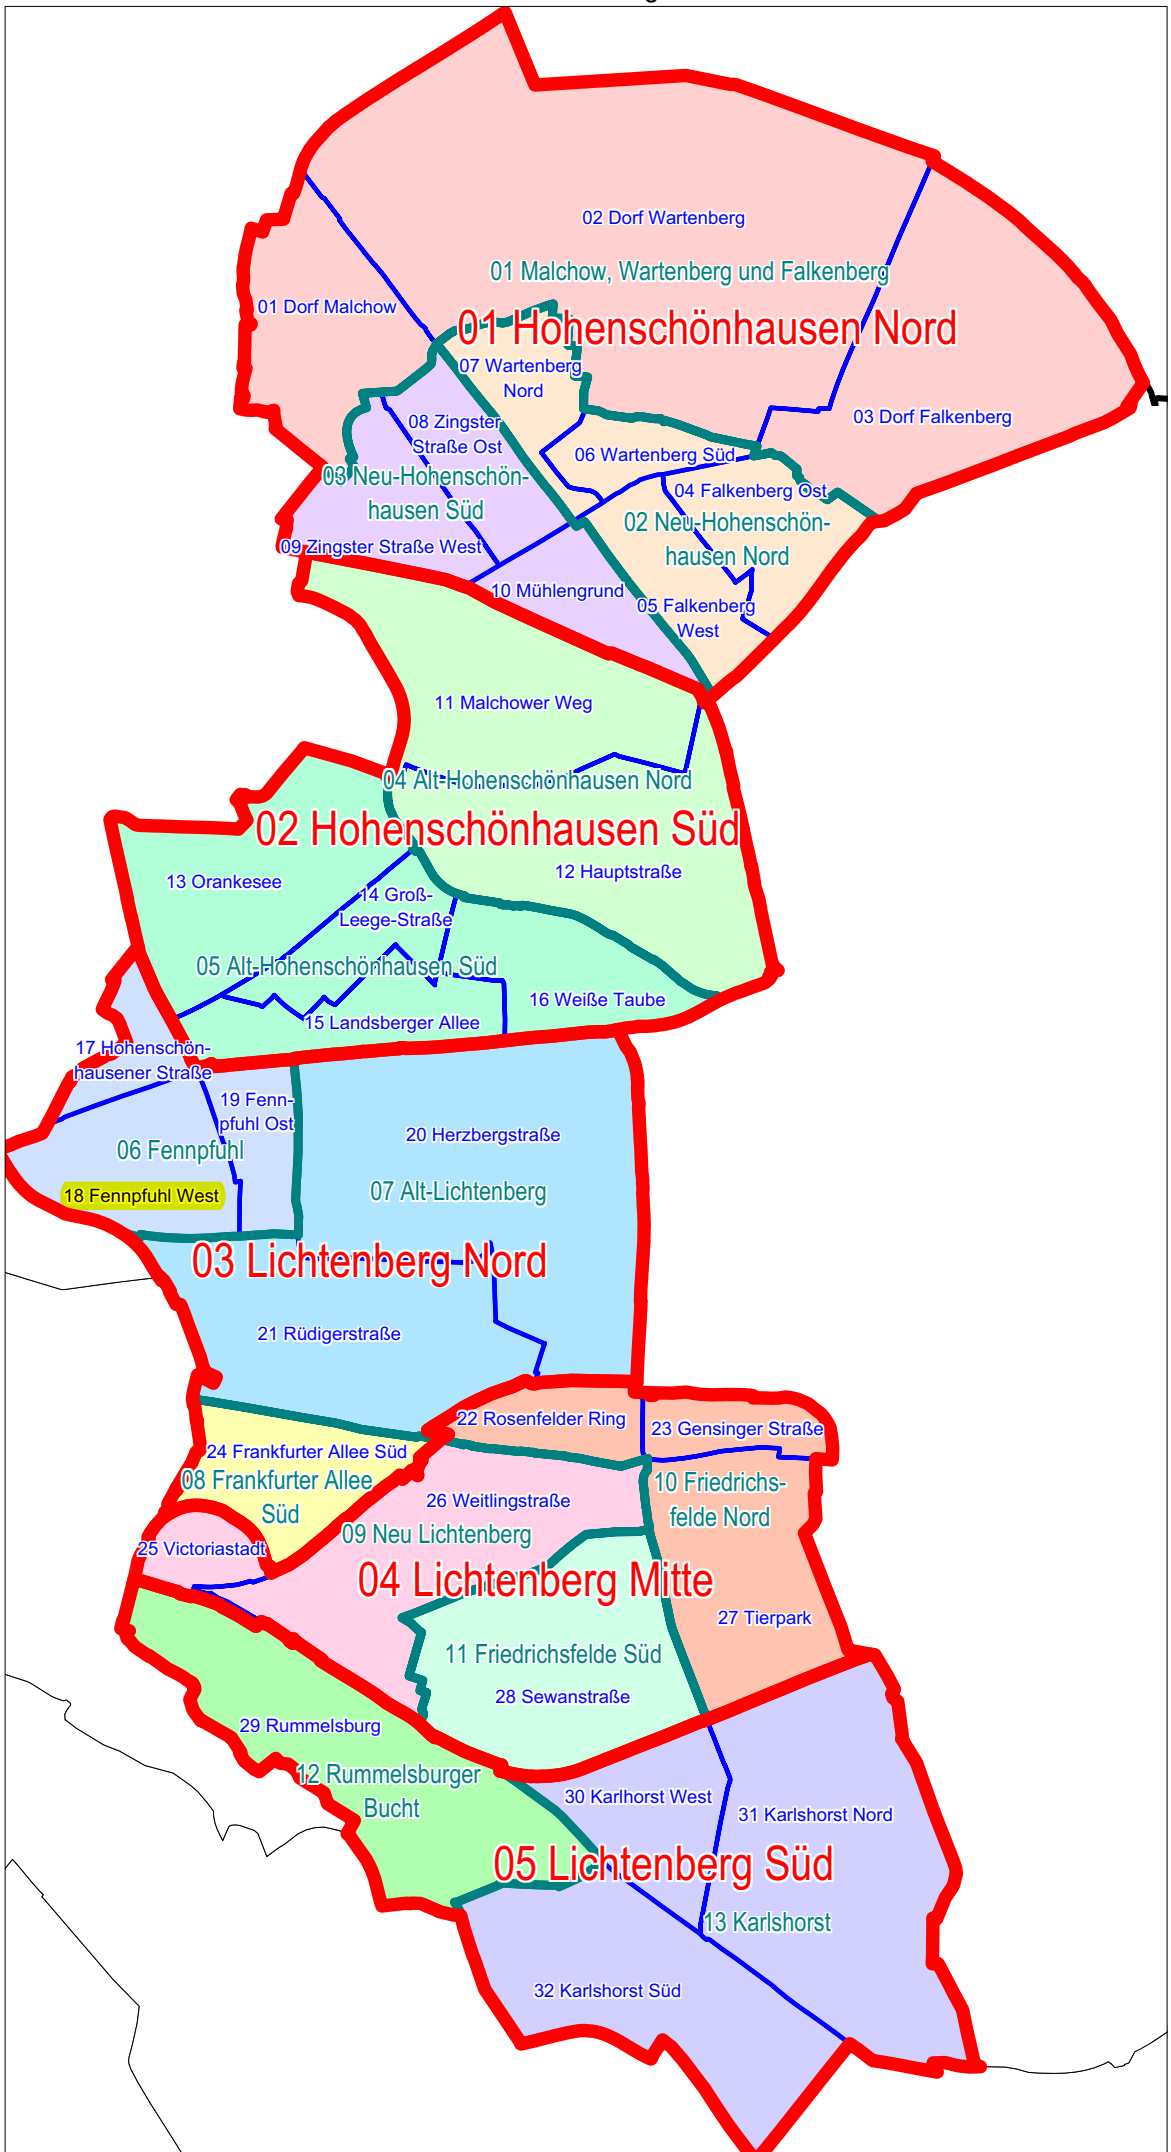 02 Dorf Wartenberg
01 Malchow, Wartenberg und Falkenberg
01 Dorf Malchow
01 Hohenschönhausen Nord
07 Wartenberg
Nord
03 Dorf Falkenberg
08 Zingster
Straße Ost
06 Wartenberg Süd
03 Neu-Hohenschön-
hausen Süd
04 Falkenberg Ost
02 Neu-Hohenschön-
hausen Nord
09 Zingster Straße West
10 Mühlengrund
05 Falkenberg
West
11 Malchower Weg
04 Alt-Hohenschönhausen Nord
02 Hohenschönhausen Süd
12 Hauptstraße
13 Orankesee
14 Groß-
Leege-Straße
05 Alt-Hohenschönhausen Süd
16 Weiße Taube
15 Landsberger Allee
17 Hohenschön-
hausener Straße
19 Fenn-
pfuhl Ost
20 Herzbergstraße
06 Fennpfuhl
18 Fennpfuhl West
07 Alt-Lichtenberg
03 Lichtenberg Nord
21 Rüdigerstraße
22 Rosenfelder Ring
23 Gensinger Straße
24 Frankfurter Allee Süd
08 Frankfurter Allee
Süd
10 Friedrichs-
felde Nord
26 Weitlingstraße
09 Neu Lichtenberg
25 Victoriastadt
04 Lichtenberg Mitte
27 Tierpark
11 Friedrichsfelde Süd
28 Sewanstraße
29 Rummelsburg
12 Rummelsburger
Bucht
30 Karlhorst West
31 Karlshorst Nord
05 Lichtenberg Süd
13 Karlshorst
32 Karlshorst Süd